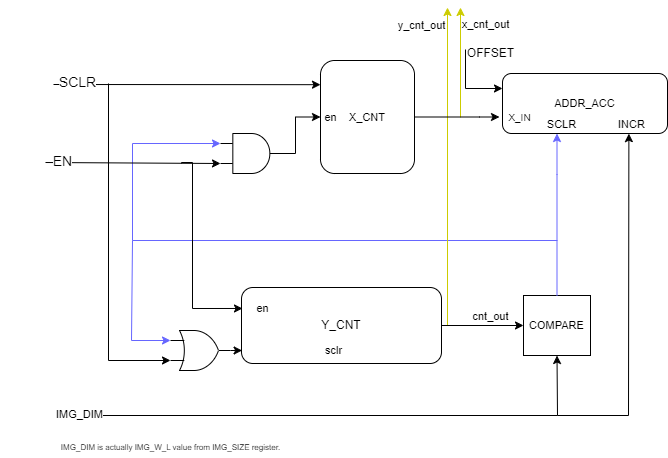 y_cnt_out
x_cnt_out
OFFSET
–SCLR
ADDR_ACC
en
X_CNT
X_IN
SCLR
INCR
–EN
en
Y_CNT
cnt_out
COMPARE
sclr
IMG_DIM
IMG_DIM is actually IMG_W_L value from IMG_SIZE register.